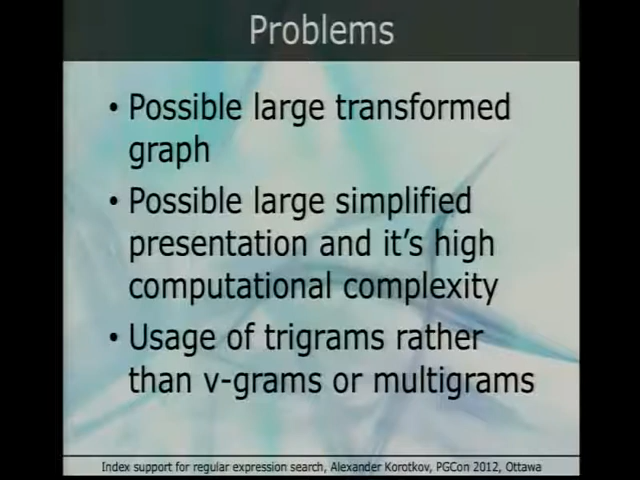 Problems
• Possible large transformed
graph
• Possible large simplified
presentation and it's high
computational complexity
• Usage of trigrams rather
than v-grams or multigrams
Index support for regular expression search, Alexander Korotkov, PGCon 2012, Ottawa